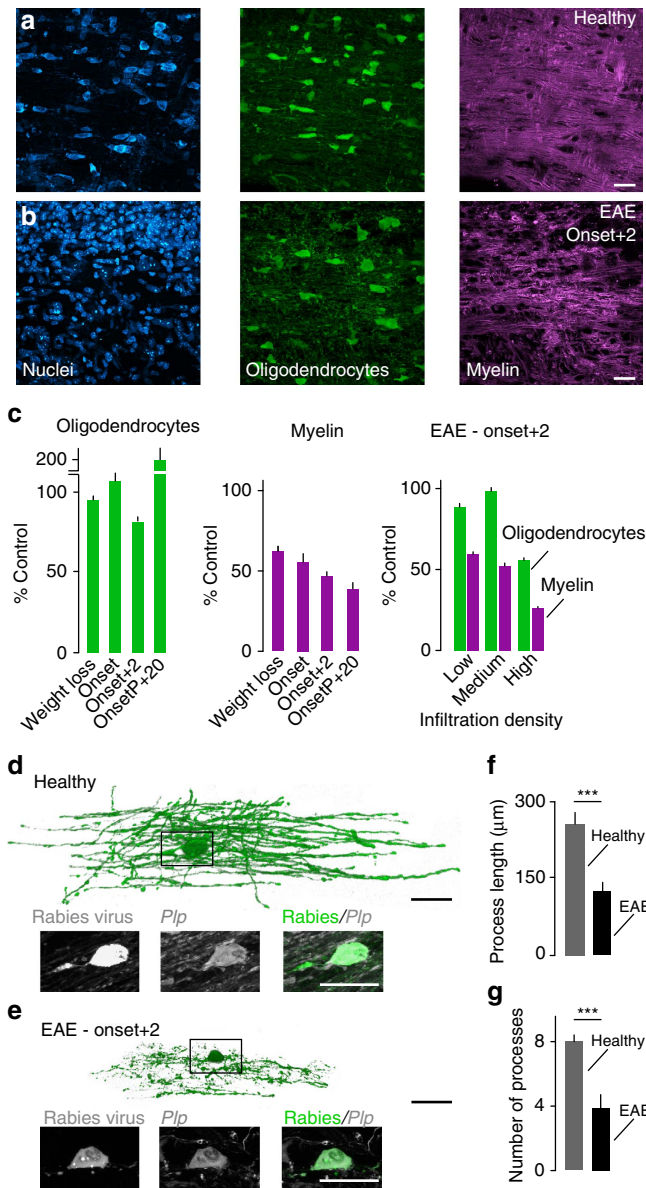 a
Healthy
b
EAE
Onset+2
Nuclei
Oligodendrocytes
Myelin
c
Oligodendrocytes
Myelin
EAE - onset+2
% Control
200
100
50
0
Weight loss
Onset
Onset+2
OnsetP+20
% Control
100
50
0
Weight loss
Onset
Onset+2
OnsetP+20
% Control
100
50
0
Oligodendrocytes
Myelin
Low
Medium
High
Infiltration density
d
Healthy
Rabies virus
Plp
Rabies/Plp
e
EAE - onset+2
Rabies virus
Plp
Rabies/Plp
f
Process length (μm)
300
150
0
***
Healthy
EAE
g
Number of processes
8
4
0
***
Healthy
EAE